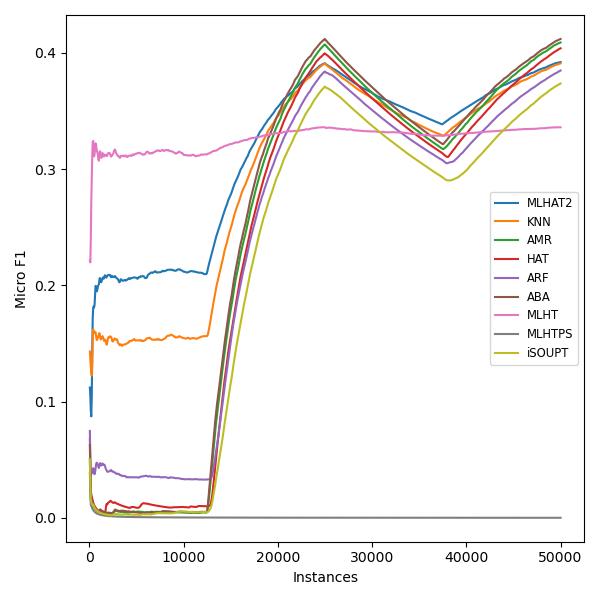 0.4
0.3
0.2
0.1
0.0
Micro F1
MLHAT2
KNN
AMR
HAT
ARF
ABA
MLHT
MLHTPS
iSOUPT
0 10000 20000 30000 40000 50000
Instances